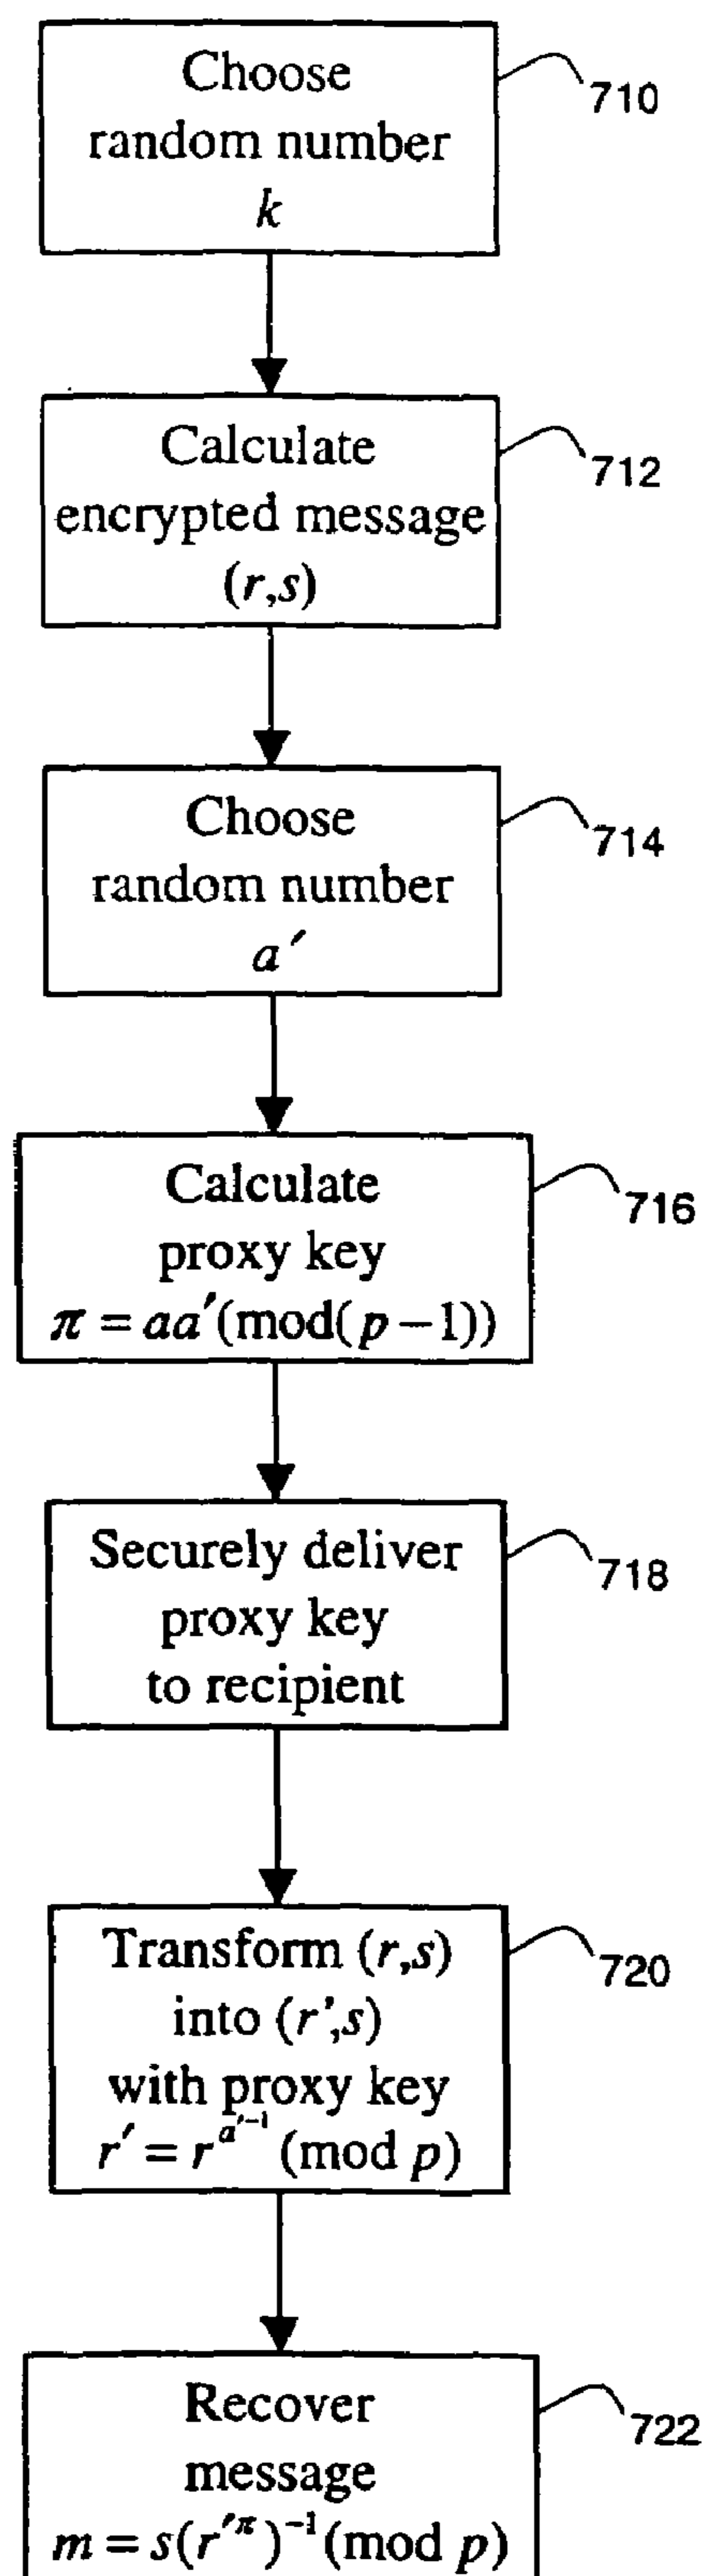 Choose
random number
k
710
Calculate
encrypted message
(r,s)
712
Choose
random number
a′
714
Calculate
proxy key
π = aa′(mod(p−1))
716
Securely deliver
proxy key
to recipient
718
Transform (r,s)
into (r',s)
with proxy key
r′ = r^{a′^{-1}} (mod p)
720
Recover
message
m = s(r′^π)^{-1}(mod p)
722